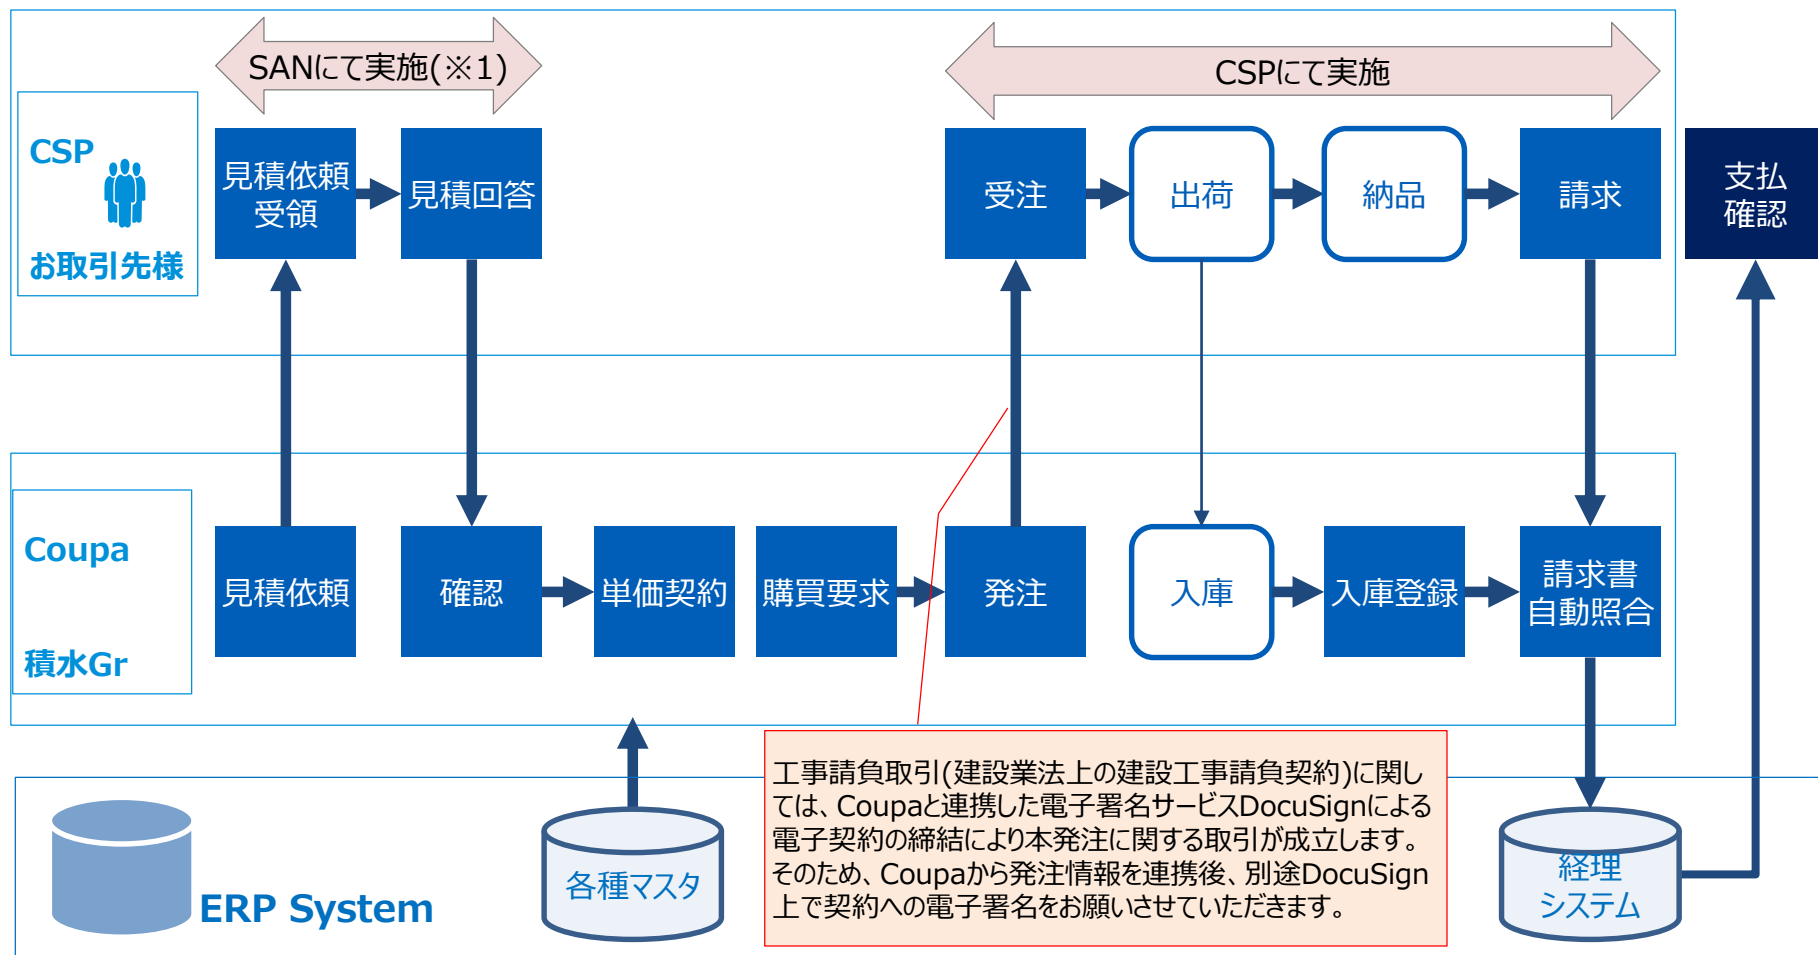 SANにて実施(※1)
CSPにて実施
CSP
お取引先様
見積依頼
受領
見積回答
受注
出荷
納品
請求
支払
確認
Coupa
積水Gr
見積依頼
確認
単価契約
購買要求
発注
入庫
入庫登録
請求書
自動照合
工事請負取引(建設業法上の建設工事請負契約)に関し
ては、Coupaと連携した電子署名サービスDocuSignによる
電子契約の締結により本発注に関する取引が成立します。
そのため、Coupaから発注情報を連携後、別途DocuSign
上で契約への電子署名をお願いさせていただきます。
ERP System
各種マスタ
経理
システム